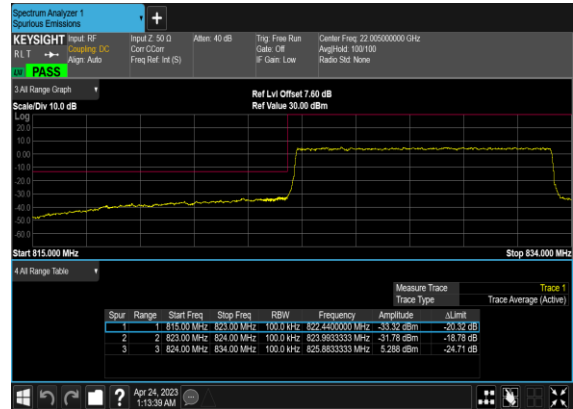 Spectrum Analyzer 1
Spurious Emissions
+
KEYSIGHT Input: RF Input Z: 50 Ω Atten: 40 dB Trig: Free Run Center Freq: 22.005000000 GHz
RLT Coupling: DC Corr CCorr Gate: Off Avg|Hold: 100/100
Align: Auto Freq Ref: Int (S) IF Gain: Low Radio Std: None
LW PASS
3 All Range Graph
Ref Lvl Offset 7.60 dB
Scale/Div 10.0 dB Ref Value 30.00 dBm
Log
20.0
10.0
0.00
-10.0
-20.0
-30.0
-40.0
-50.0
-60.0
Start 815.000 MHz Stop 834.000 MHz
4 All Range Table
Measure Trace Trace 1
Trace Type Trace Average (Active)
Spur Range Start Freq Stop Freq RBW Frequency Amplitude ΔLimit
1 1 815.00 MHz 823.00 MHz 100.0 kHz 822.4400000 MHz -33.32 dBm -20.32 dB
2 2 823.00 MHz 824.00 MHz 100.0 kHz 823.9933333 MHz -31.78 dBm -18.78 dB
3 3 824.00 MHz 834.00 MHz 100.0 kHz 825.8833333 MHz 5.288 dBm -24.71 dB
? Apr 24, 2023
1:13:39 AM